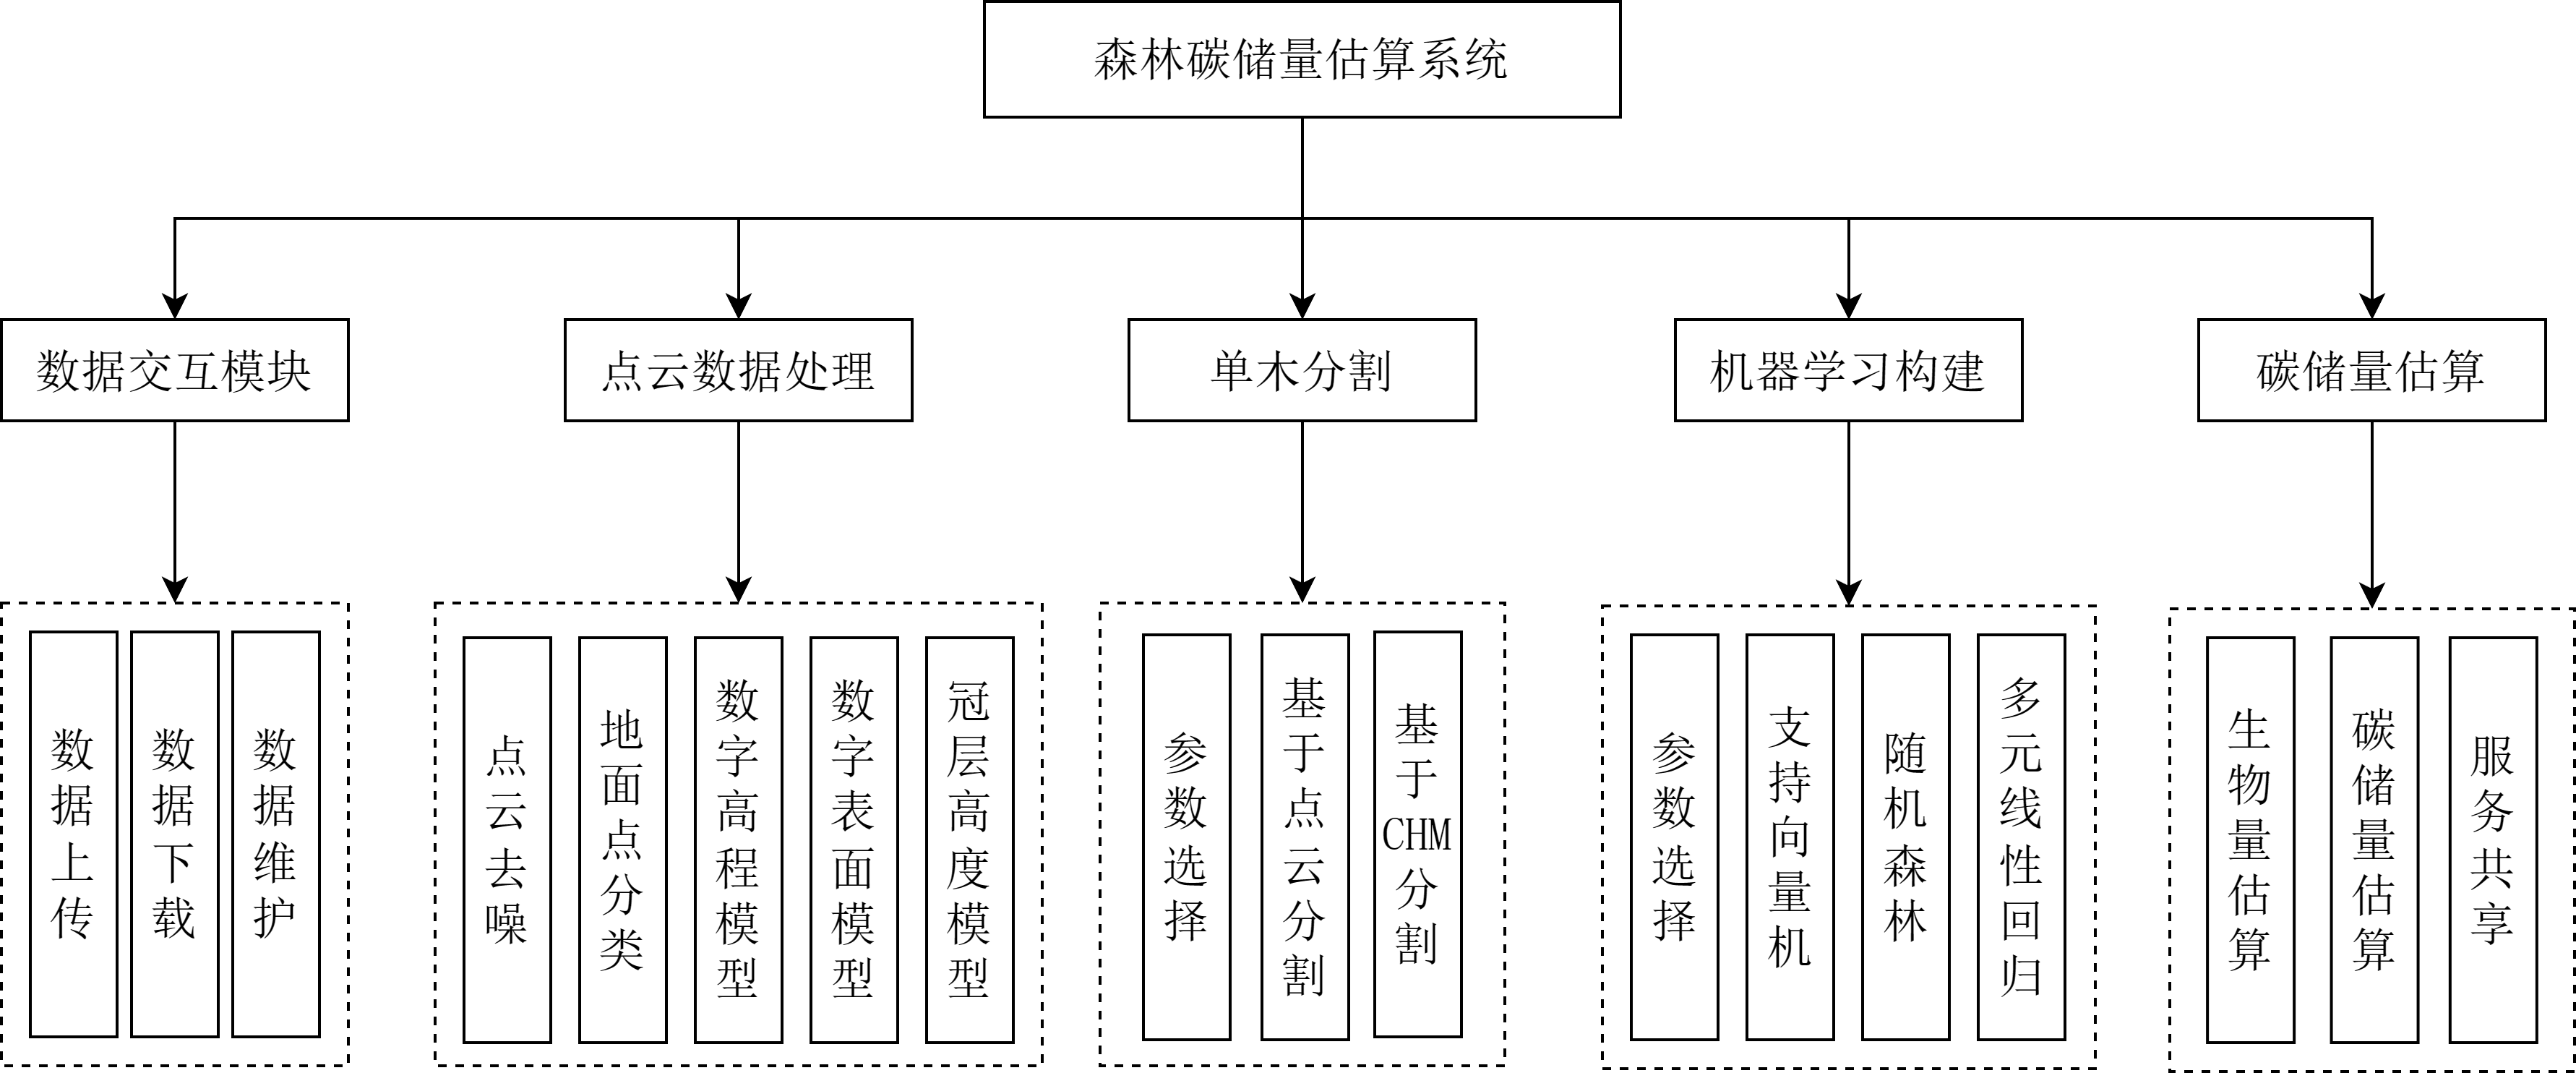 森林碳储量估算系统
数据交互模块
点云数据处理
单木分割
机器学习构建
碳储量估算
数据上传
数据下载
数据维护
点云去噪
地面点分类
数字高程模型
数字表面模型
冠层高度模型
参数选择
基于点云分割
基于CHM分割
参数选择
支持向量机
随机森林
多元线性回归
生物量估算
碳储量估算
服务共享